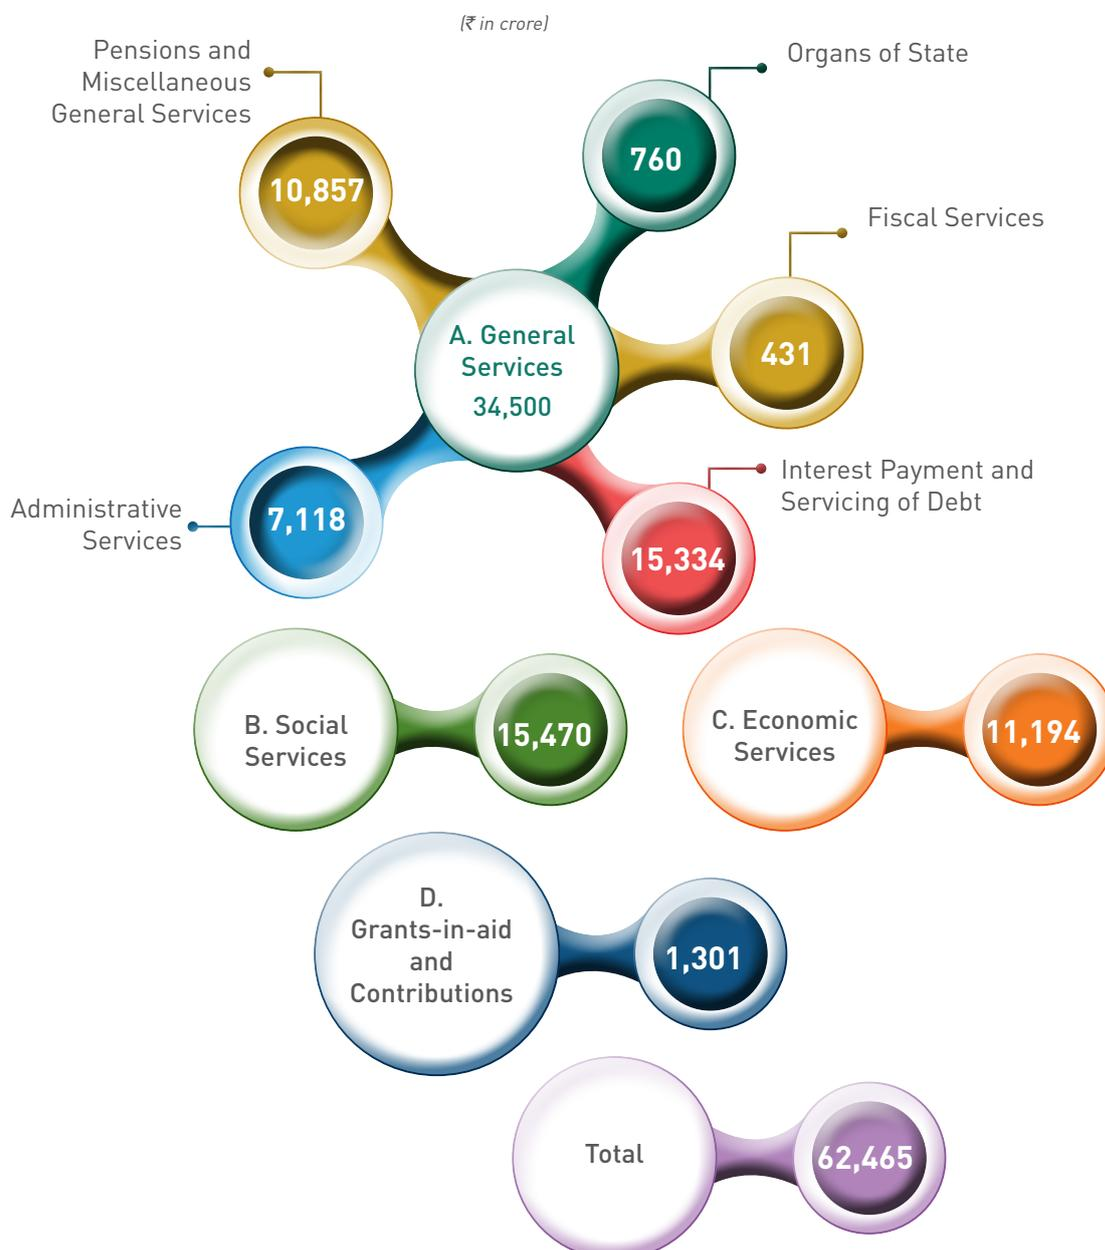 (₹ in crore)
Pensions and
Miscellaneous
General Services
10,857
Organs of State
760
Fiscal Services
431
A. General
Services
34,500
Interest Payment and
Servicing of Debt
15,334
Administrative
Services
7,118
B. Social
Services
15,470
C. Economic
Services
11,194
D.
Grants-in-aid
and
Contributions
1,301
Total
62,465